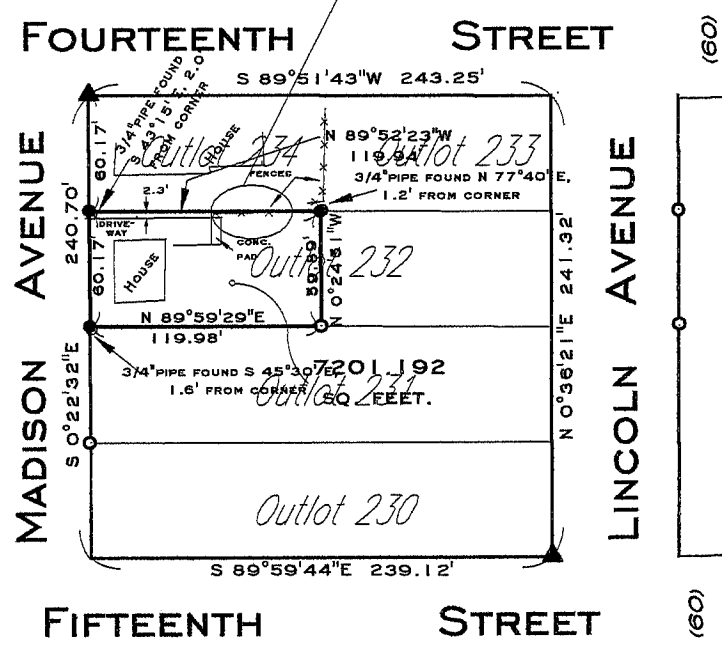 FOURTEENTH STREET
(60)
S 89°51'43"W 243.25'
3/4"PIPE FOUND
S 43°15'E, 2.0'
FROM CORNER
60.17'
HOUSE
Outlot 234
N 89°52'23"W
119.94'
Outlot 233
FENCES
3/4"PIPE FOUND N 77°40'E,
1.2' FROM CORNER
2.3'
MADISON AVENUE
LINCOLN AVENUE
240.70'
DRIVE-
WAY
CONC.
PAD
HOUSE
60.17'
59.89'
N 0°24'51"W
Outlot 232
241.32'
N 89°59'29"E
119.98'
3/4"PIPE FOUND S 45°30'E,
1.6' FROM CORNER
7201.192
SQ. FEET.
Outlot 231
S 0°22'32"E
N 0°36'21"E
Outlot 230
S 89°59'44"E 239.12'
FIFTEENTH STREET
(60)